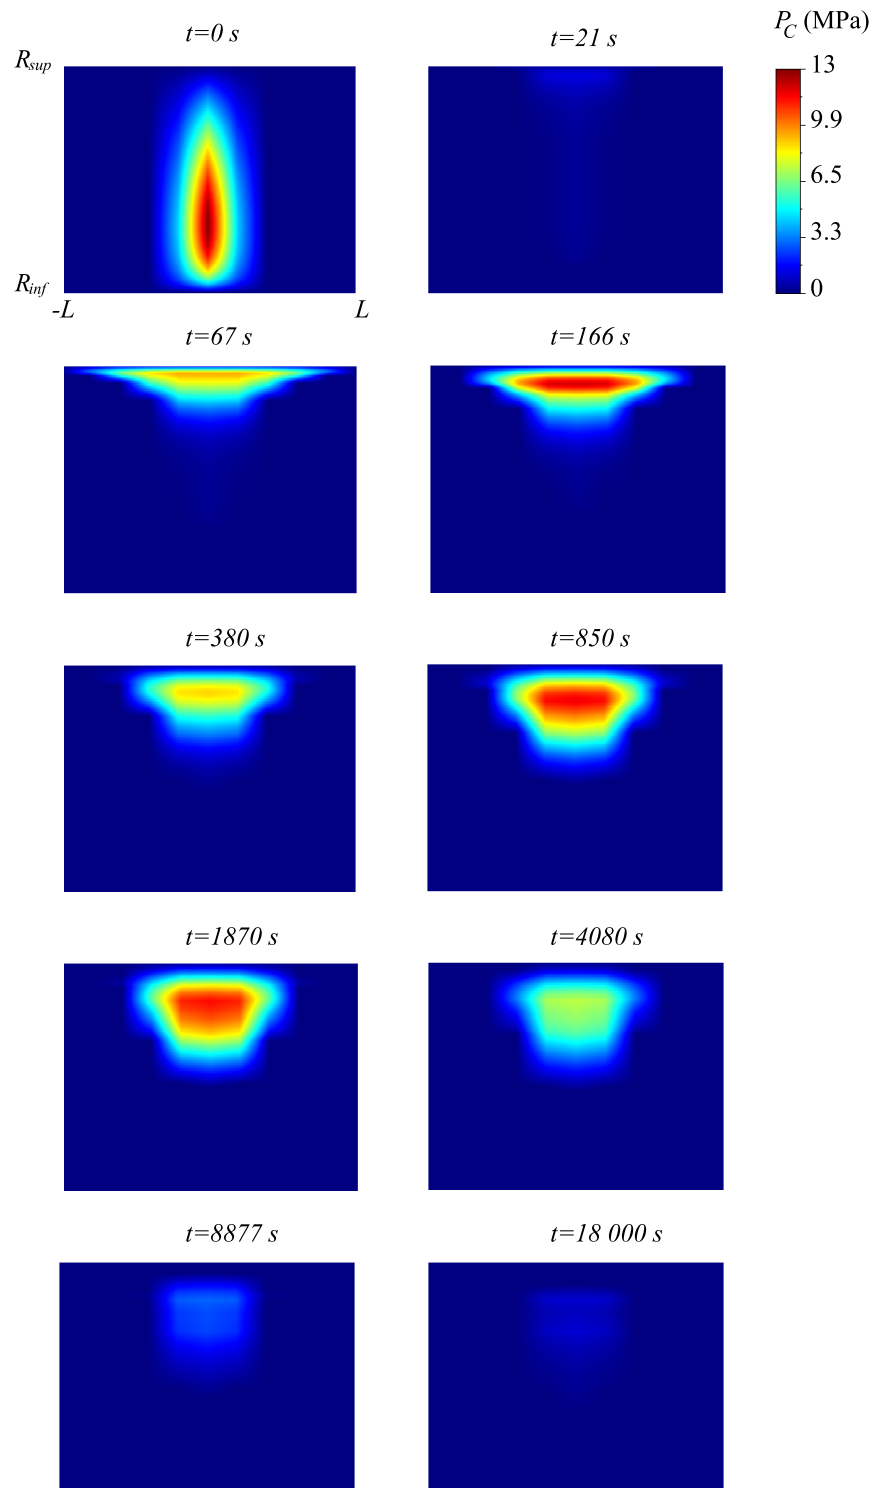 t=0 s
t=21 s
P_C (MPa)
R_sup
13
9.9
6.5
3.3
0
R_inf
-L
L
t=67 s
t=166 s
t=380 s
t=850 s
t=1870 s
t=4080 s
t=8877 s
t=18 000 s